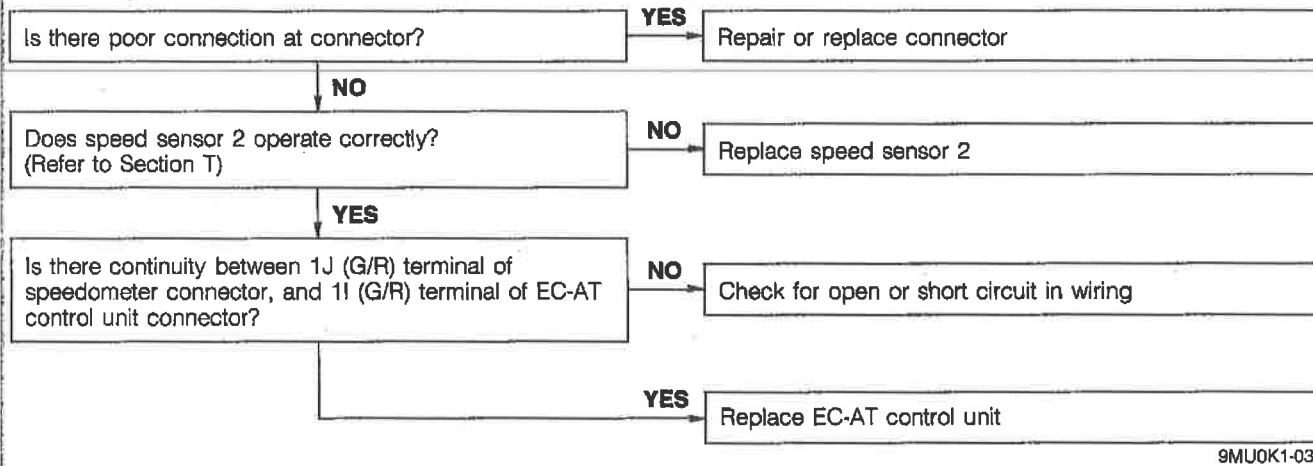 YES
Is there poor connection at connector?
Repair or replace connector
NO
Does speed sensor 2 operate correctly?
(Refer to Section T)
NO
Replace speed sensor 2
YES
Is there continuity between 1J (G/R) terminal of
speedometer connector, and 1I (G/R) terminal of EC-AT
control unit connector?
NO
Check for open or short circuit in wiring
YES
Replace EC-AT control unit
9MU0K1-03